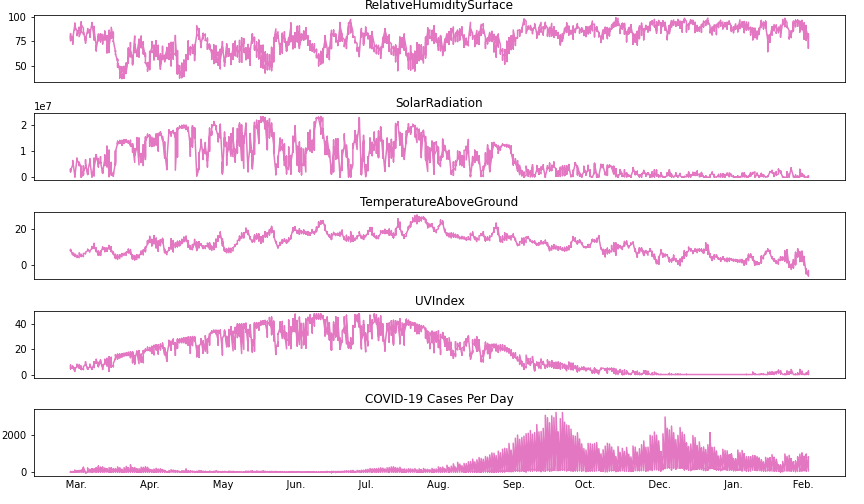 RelativeHumiditySurface
100
75
50
SolarRadiation
1e7
2
1
0
TemperatureAboveGround
20
0
UVIndex
40
20
0
COVID-19 Cases Per Day
2000
0
Mar. Apr. May Jun. Jul. Aug. Sep. Oct. Dec. Jan. Feb.